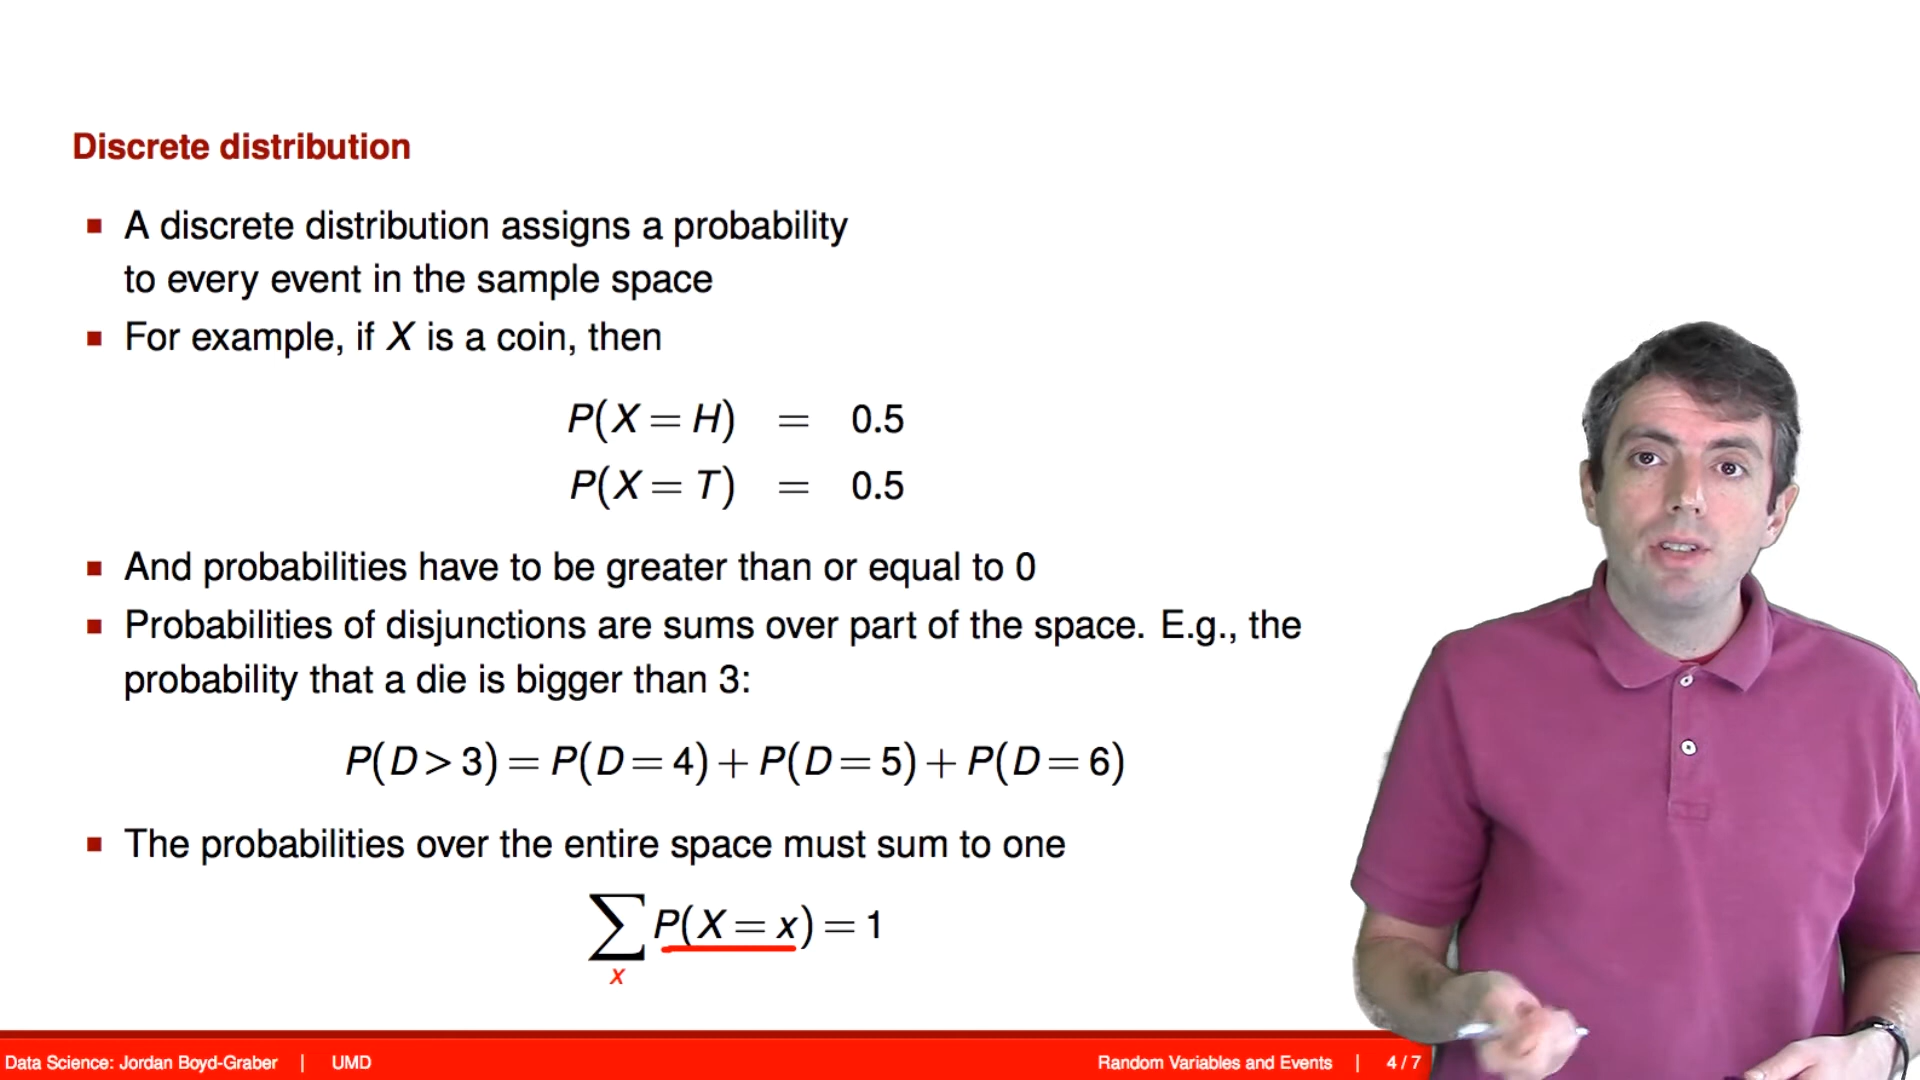 Discrete distribution
A discrete distribution assigns a probability
to every event in the sample space
For example, if X is a coin, then
P(X = H) = 0.5
P(X = T) = 0.5
And probabilities have to be greater than or equal to 0
Probabilities of disjunctions are sums over part of the space. E.g., the
probability that a die is bigger than 3:
P(D > 3) = P(D = 4) + P(D = 5) + P(D = 6)
The probabilities over the entire space must sum to one
∑ P(X = x) = 1
x
Data Science: Jordan Boyd-Graber | UMD Random Variables and Events | 4 / 7